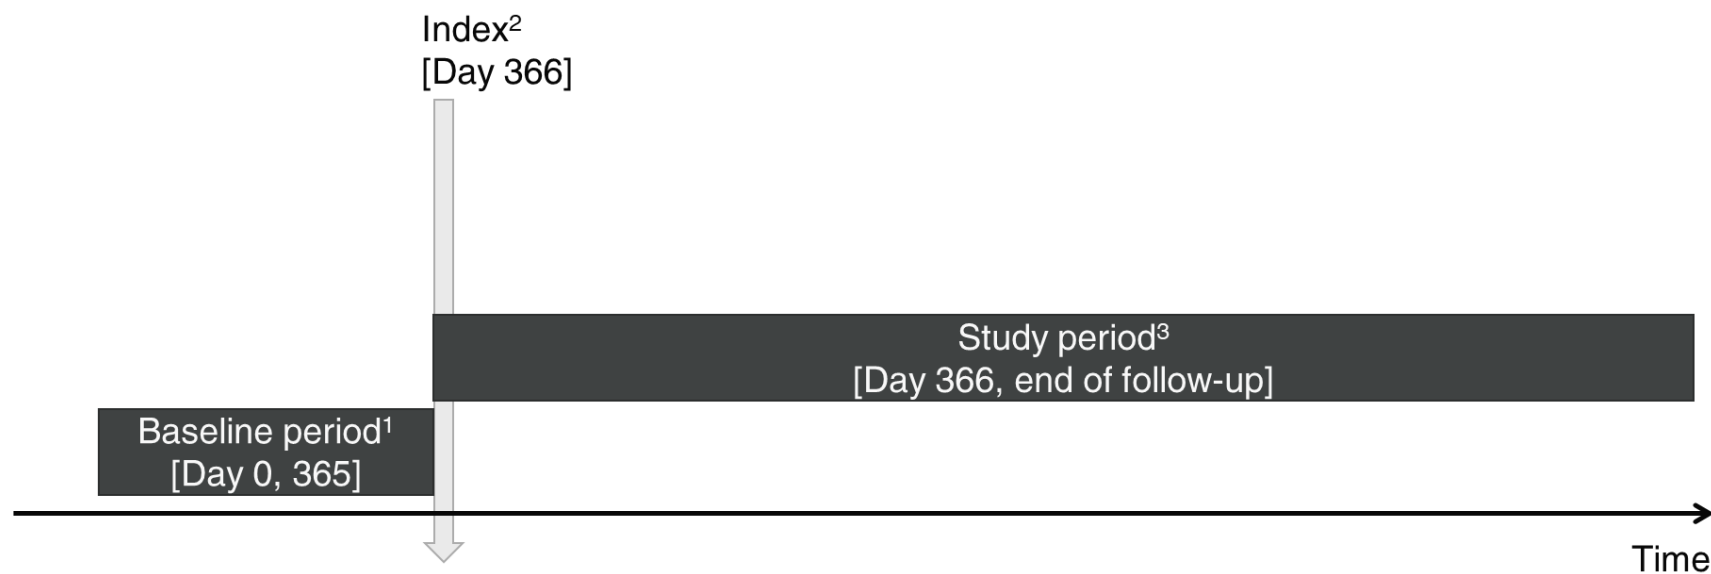 Index²
[Day 366]
Study period³
[Day 366, end of follow-up]
Baseline period¹
[Day 0, 365]
Time